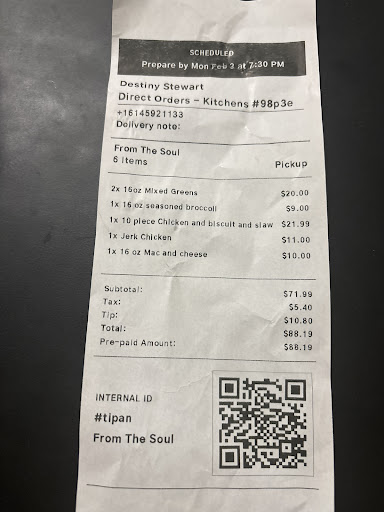 SCHEDULED
Prepare by Mon Feb 2 at 7:30 PM
Destiny Stewart
Direct Orders - Kitchens #98p3e
+16145921133
Delivery note:
From The Soul
6 Items Pickup
2x 16oz Mixed Greens $20.00
1x 16 oz seasoned broccoli $9.00
1x 10 piece Chicken and biscuit and slaw $21.99
1x Jerk Chicken $11.00
1x 16 oz Mac and cheese $10.00
Subtotal: $71.99
Tax: $5.40
Tip: $10.80
Total: $88.19
Pre-paid Amount: $88.19
INTERNAL ID
#tipan
From The Soul